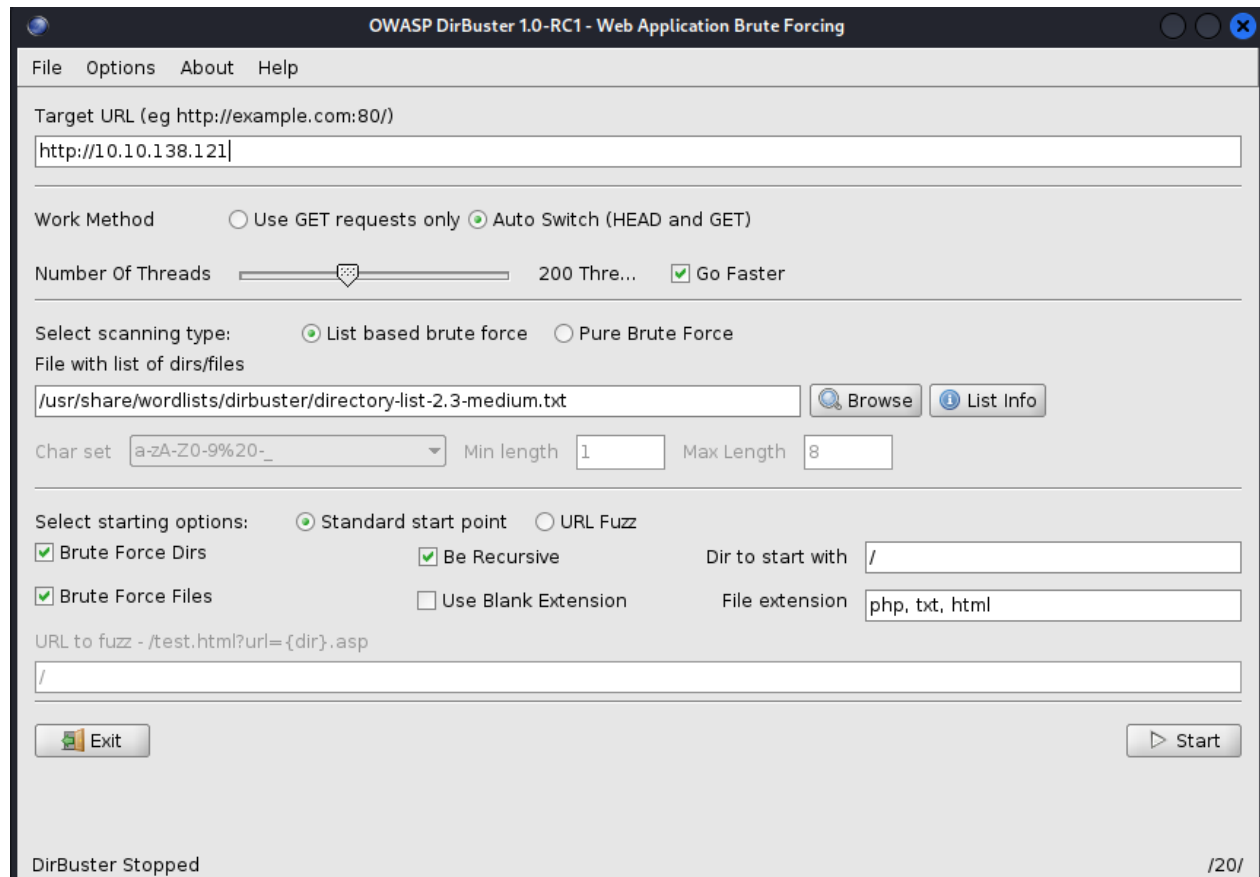 OWASP DirBuster 1.0-RC1 - Web Application Brute Forcing
File Options About Help
Target URL (eg http://example.com:80/)
http://10.10.138.121
Work Method Use GET requests only Auto Switch (HEAD and GET)
Number Of Threads 200 Thre... Go Faster
Select scanning type: List based brute force Pure Brute Force
File with list of dirs/files
/usr/share/wordlists/dirbuster/directory-list-2.3-medium.txt Browse List Info
Char set a-zA-Z0-9%20-_ Min length 1 Max Length 8
Select starting options: Standard start point URL Fuzz
Brute Force Dirs Be Recursive Dir to start with /
Brute Force Files Use Blank Extension File extension php, txt, html
URL to fuzz - /test.html?url={dir}.asp
/
Exit Start
DirBuster Stopped /20/